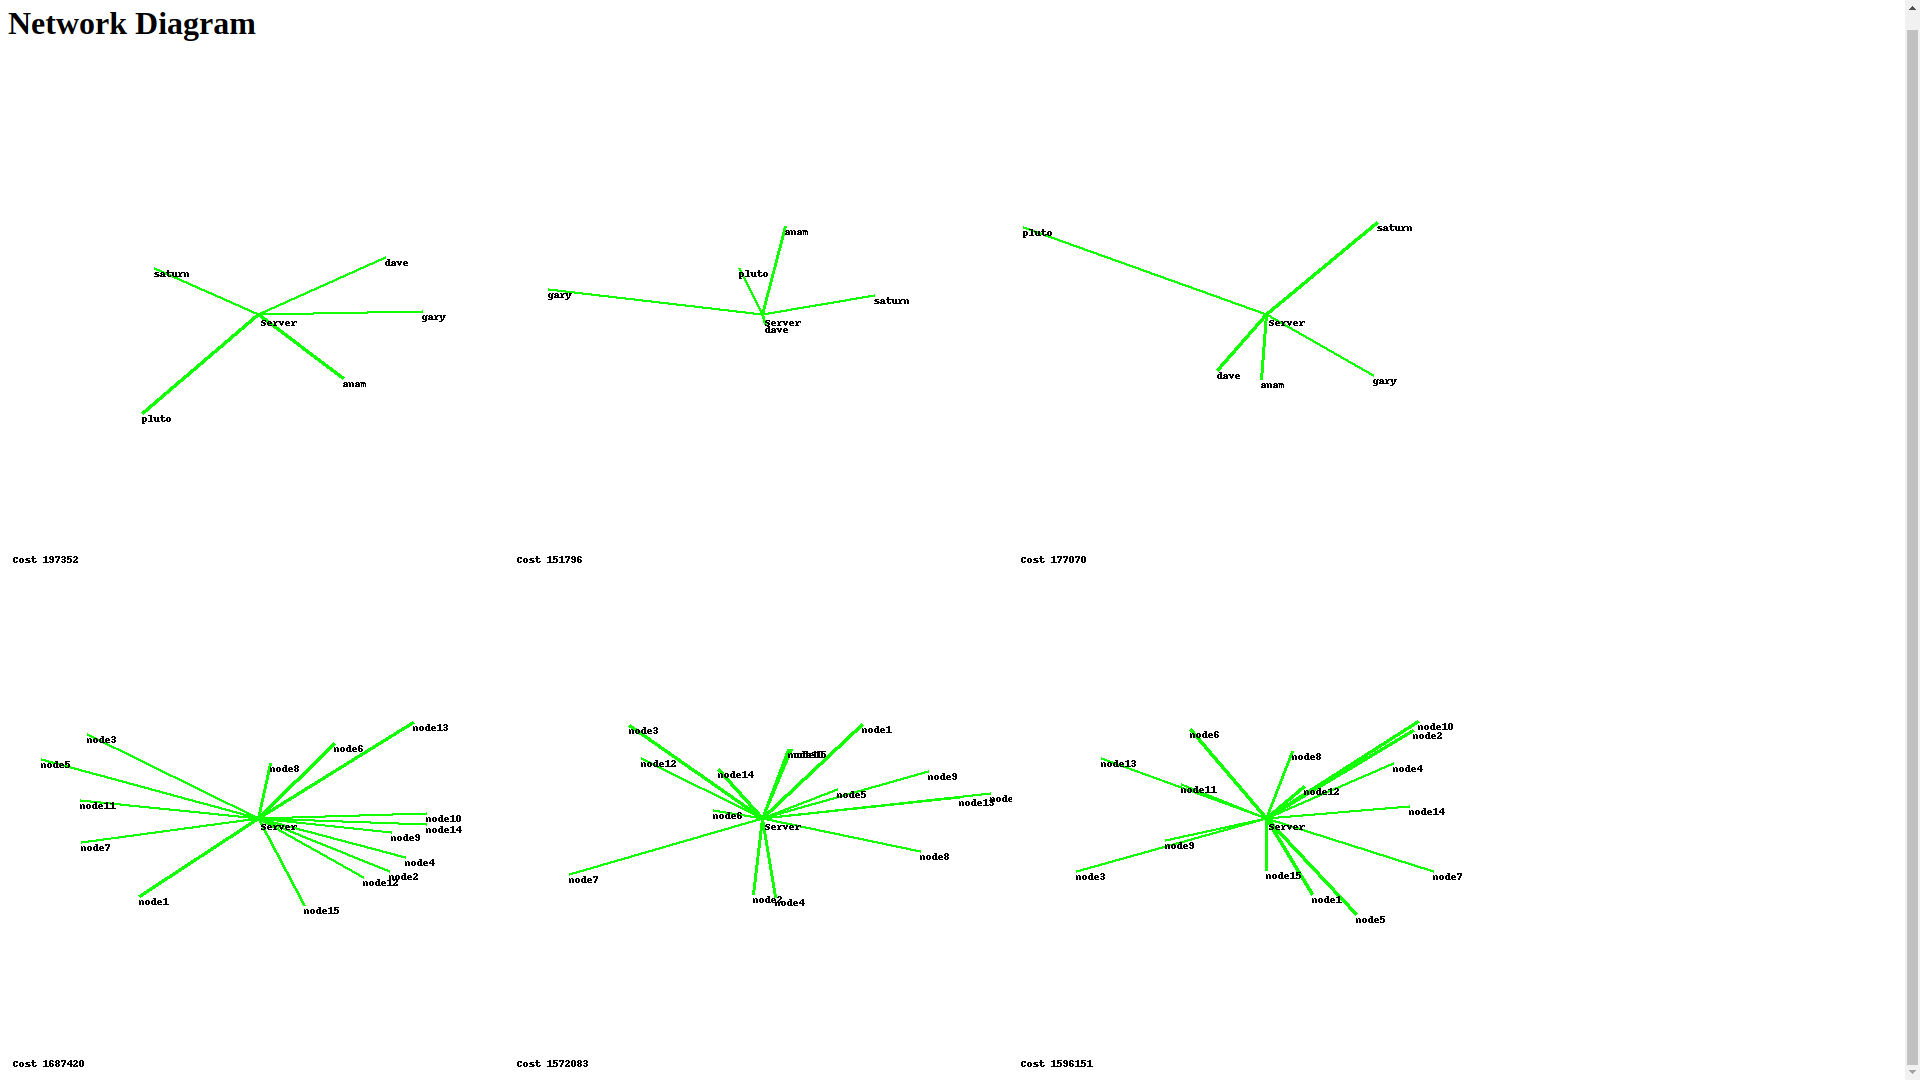 Network Diagram
saturn
dave
gary
Server
anam
pluto
Cost 197352
anam
pluto
gary
saturn
Server
dave
Cost 151796
pluto
saturn
Server
dave
anam
gary
Cost 177070
node13
node3
node6
node5
node8
node11
node10
Server
node14
node9
node7
node4
node2
node12
node1
node15
Cost 1687420
node3
node1
node12
node14
node9
node5
node13
node
node6
Server
node8
node7
node2
node4
Cost 1572083
node10
node6
node2
node8
node13
node4
node11
node12
node14
Server
node9
node3
node15
node7
node1
node5
Cost 1596151